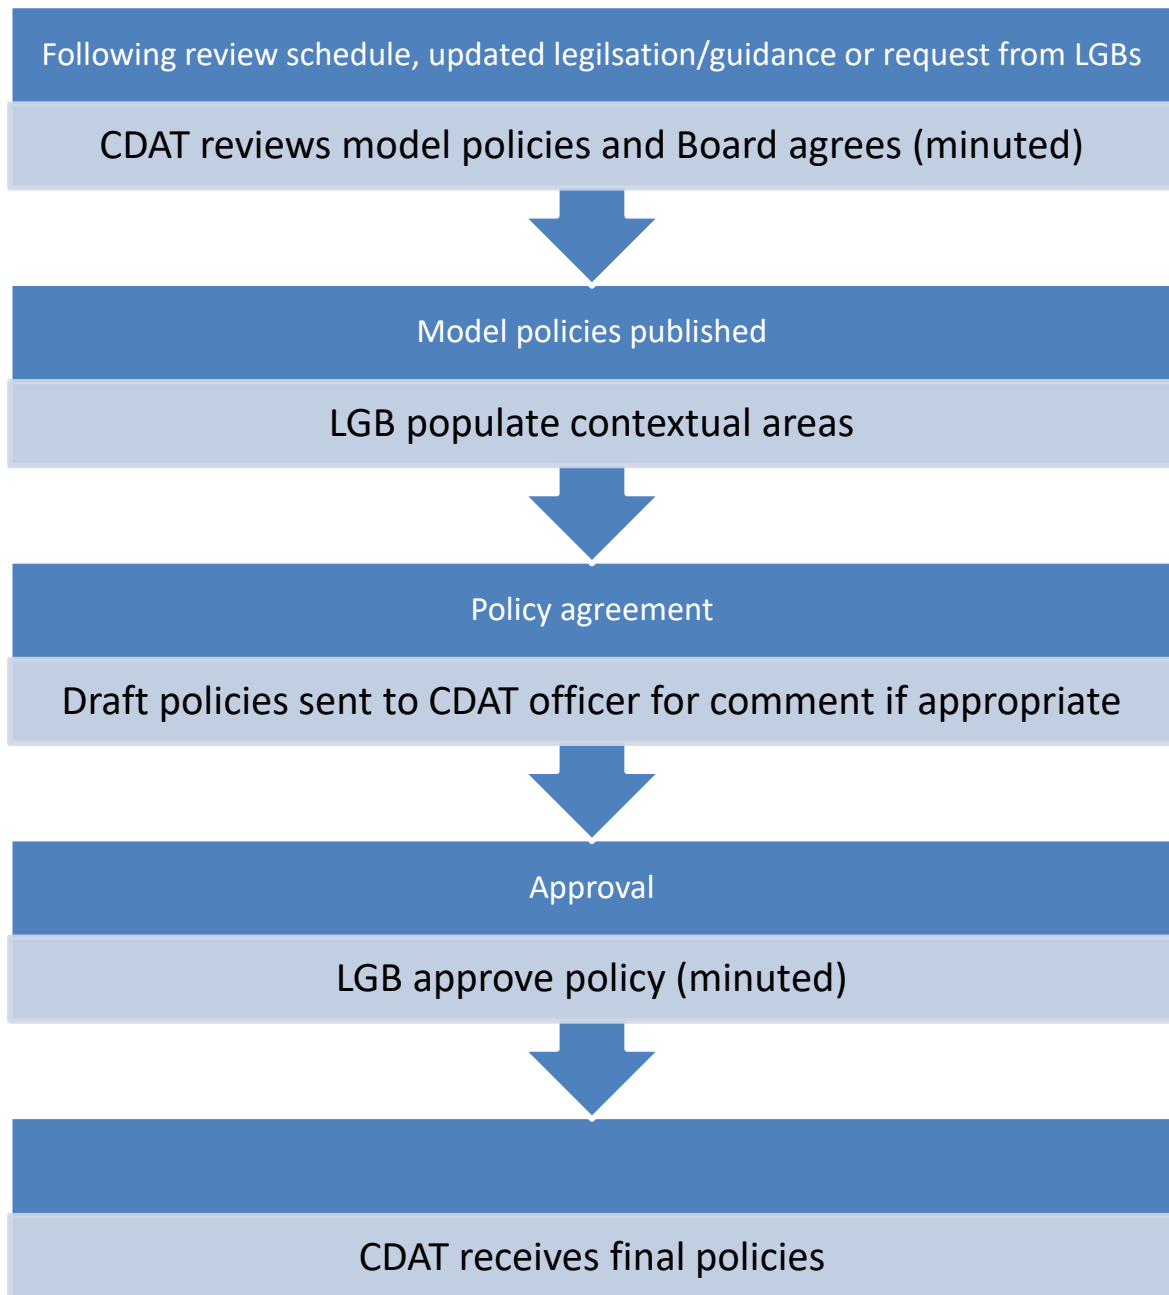 Following review schedule, updated legilsation/guidance or request from LGBs
CDAT reviews model policies and Board agrees (minuted)
Model policies published
LGB populate contextual areas
Policy agreement
Draft policies sent to CDAT officer for comment if appropriate
Approval
LGB approve policy (minuted)
CDAT receives final policies